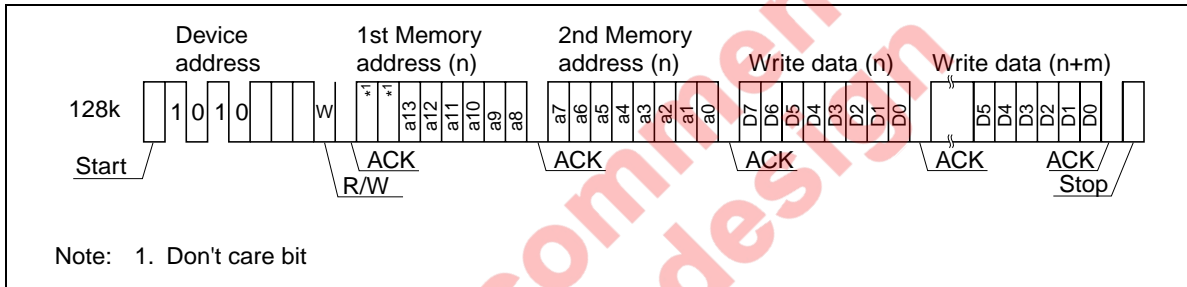 Device address
1st Memory address (n)
2nd Memory address (n)
Write data (n)
Write data (n+m)
128k
1 0 1 0
W
*1 *1 a13 a12 a11 a10 a9 a8
a7 a6 a5 a4 a3 a2 a1 a0
D7 D6 D5 D4 D3 D2 D1 D0
D5 D4 D3 D2 D1 D0
Start
R/W
ACK
ACK
ACK
ACK
ACK
Stop
Note: 1. Don't care bit
commen
design